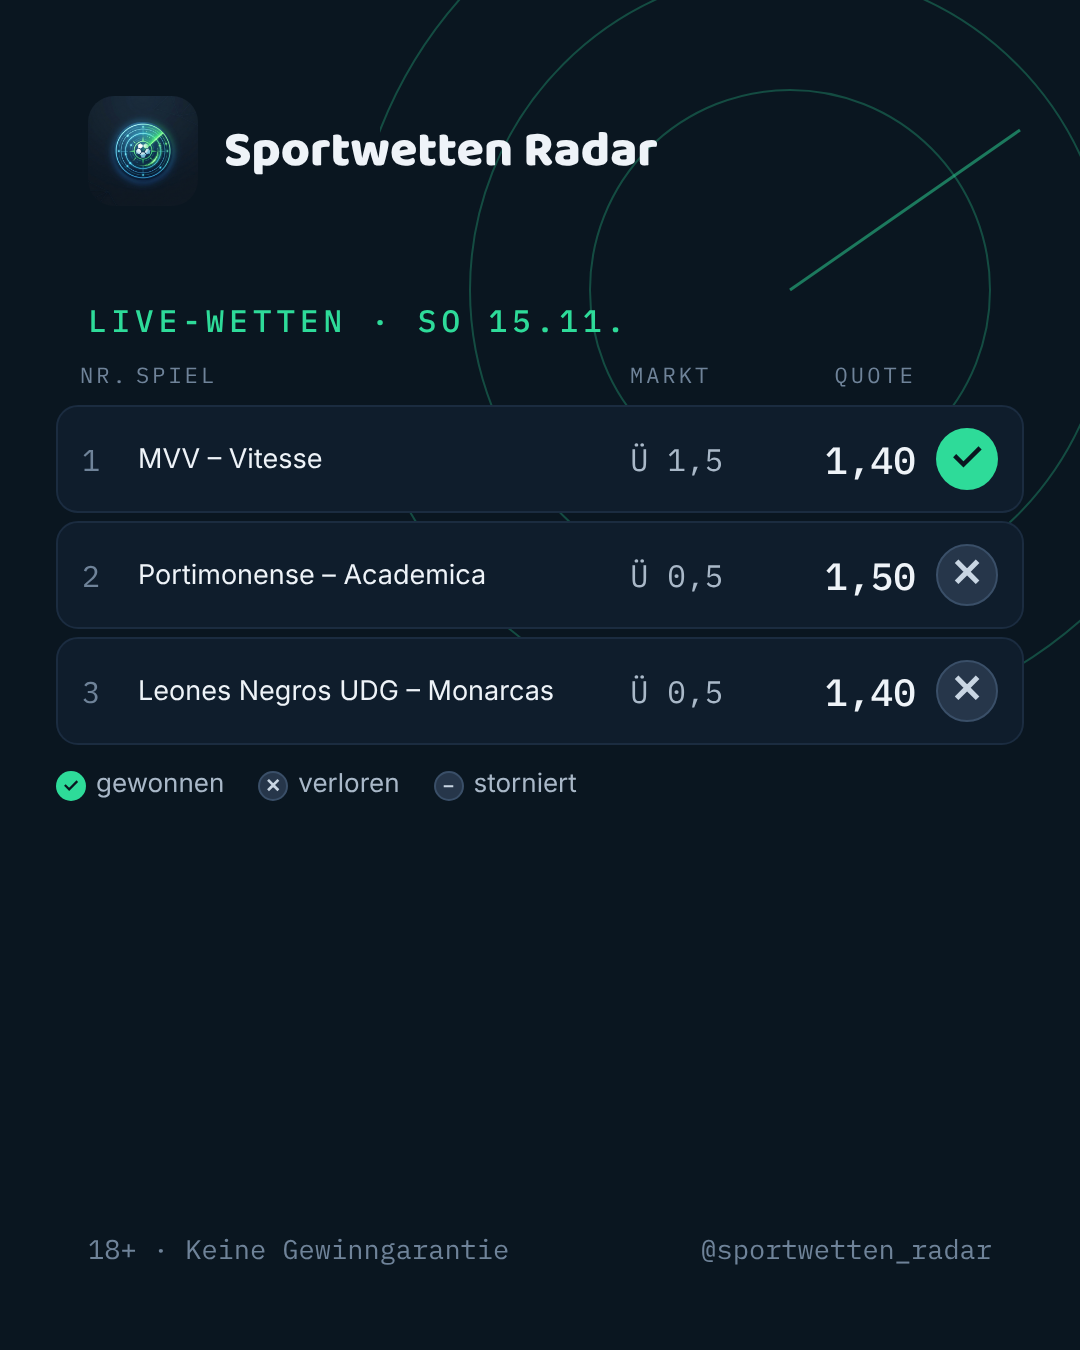 Sportwetten Radar
LIVE-WETTEN · SO 15.11.
NR. SPIEL MARKT QUOTE
1 MVV – Vitesse Ü 1,5 1,40
2 Portimonense – Academica Ü 0,5 1,50
3 Leones Negros UDG – Monarcas Ü 0,5 1,40
gewonnen verloren storniert
18+ · Keine Gewinngarantie @sportwetten_radar